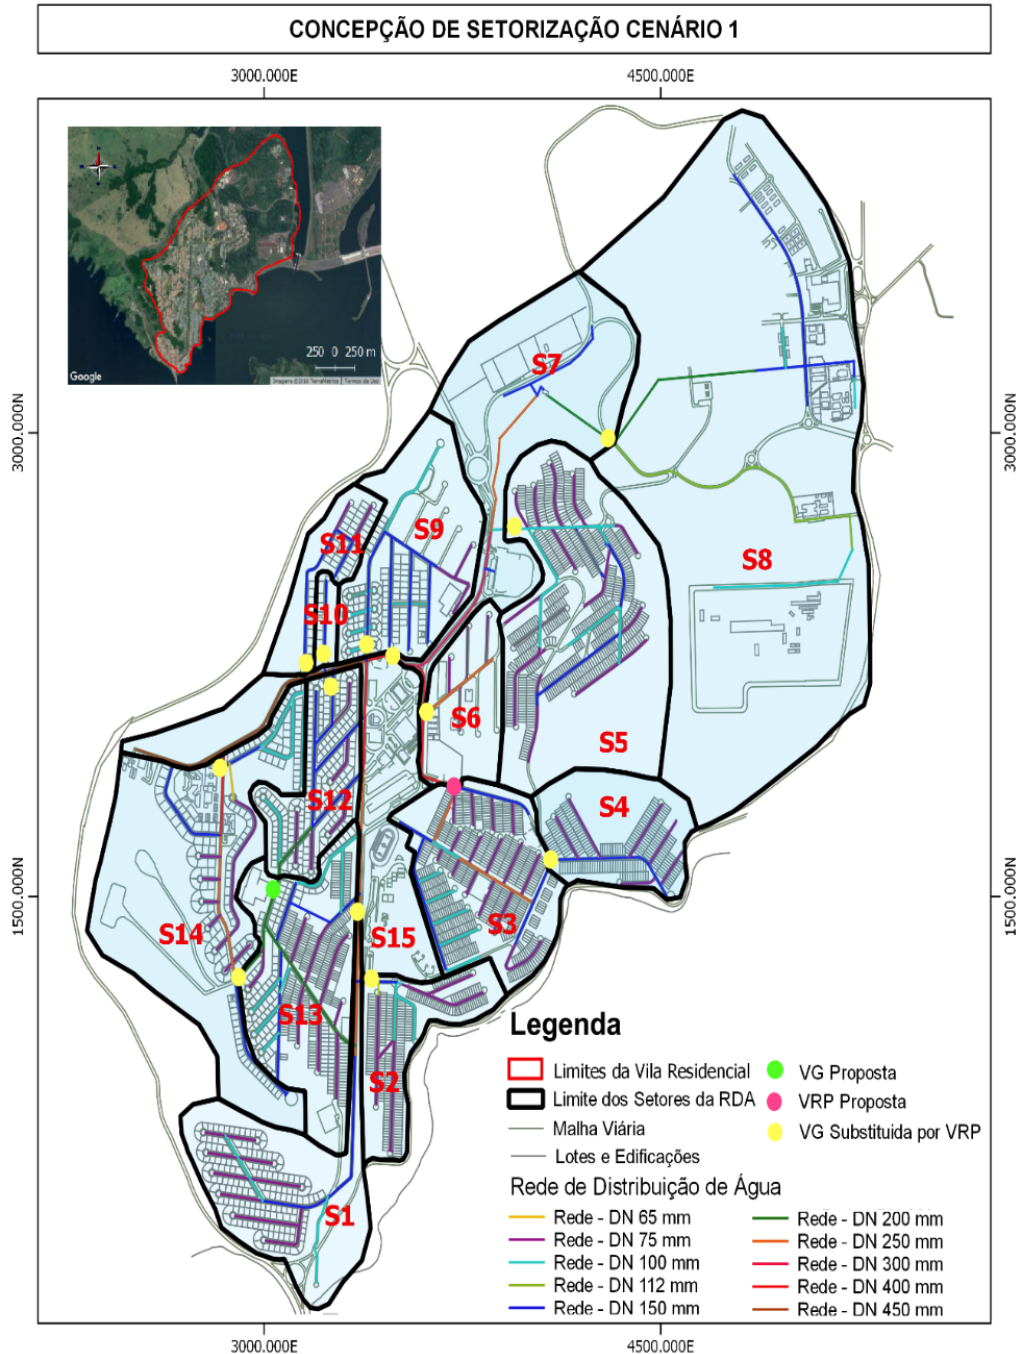 CONCEPÇÃO DE SETORIZAÇÃO CENÁRIO 1
3000.000E
4500.000E
250 0 250 m
Google
3000.000N
3000.000N
S7
S9
S11
S8
S10
S6
S5
S12
S4
1500.000N
1500.000N
S14
S15
S3
S13
S2
S1
Legenda
Limites da Vila Residencial
Limite dos Setores da RDA
Malha Viária
Lotes e Edificações
VG Proposta
VRP Proposta
VG Substituida por VRP
Rede de Distribuição de Água
Rede - DN 65 mm
Rede - DN 75 mm
Rede - DN 100 mm
Rede - DN 112 mm
Rede - DN 150 mm
Rede - DN 200 mm
Rede - DN 250 mm
Rede - DN 300 mm
Rede - DN 400 mm
Rede - DN 450 mm
3000.000E
4500.000E